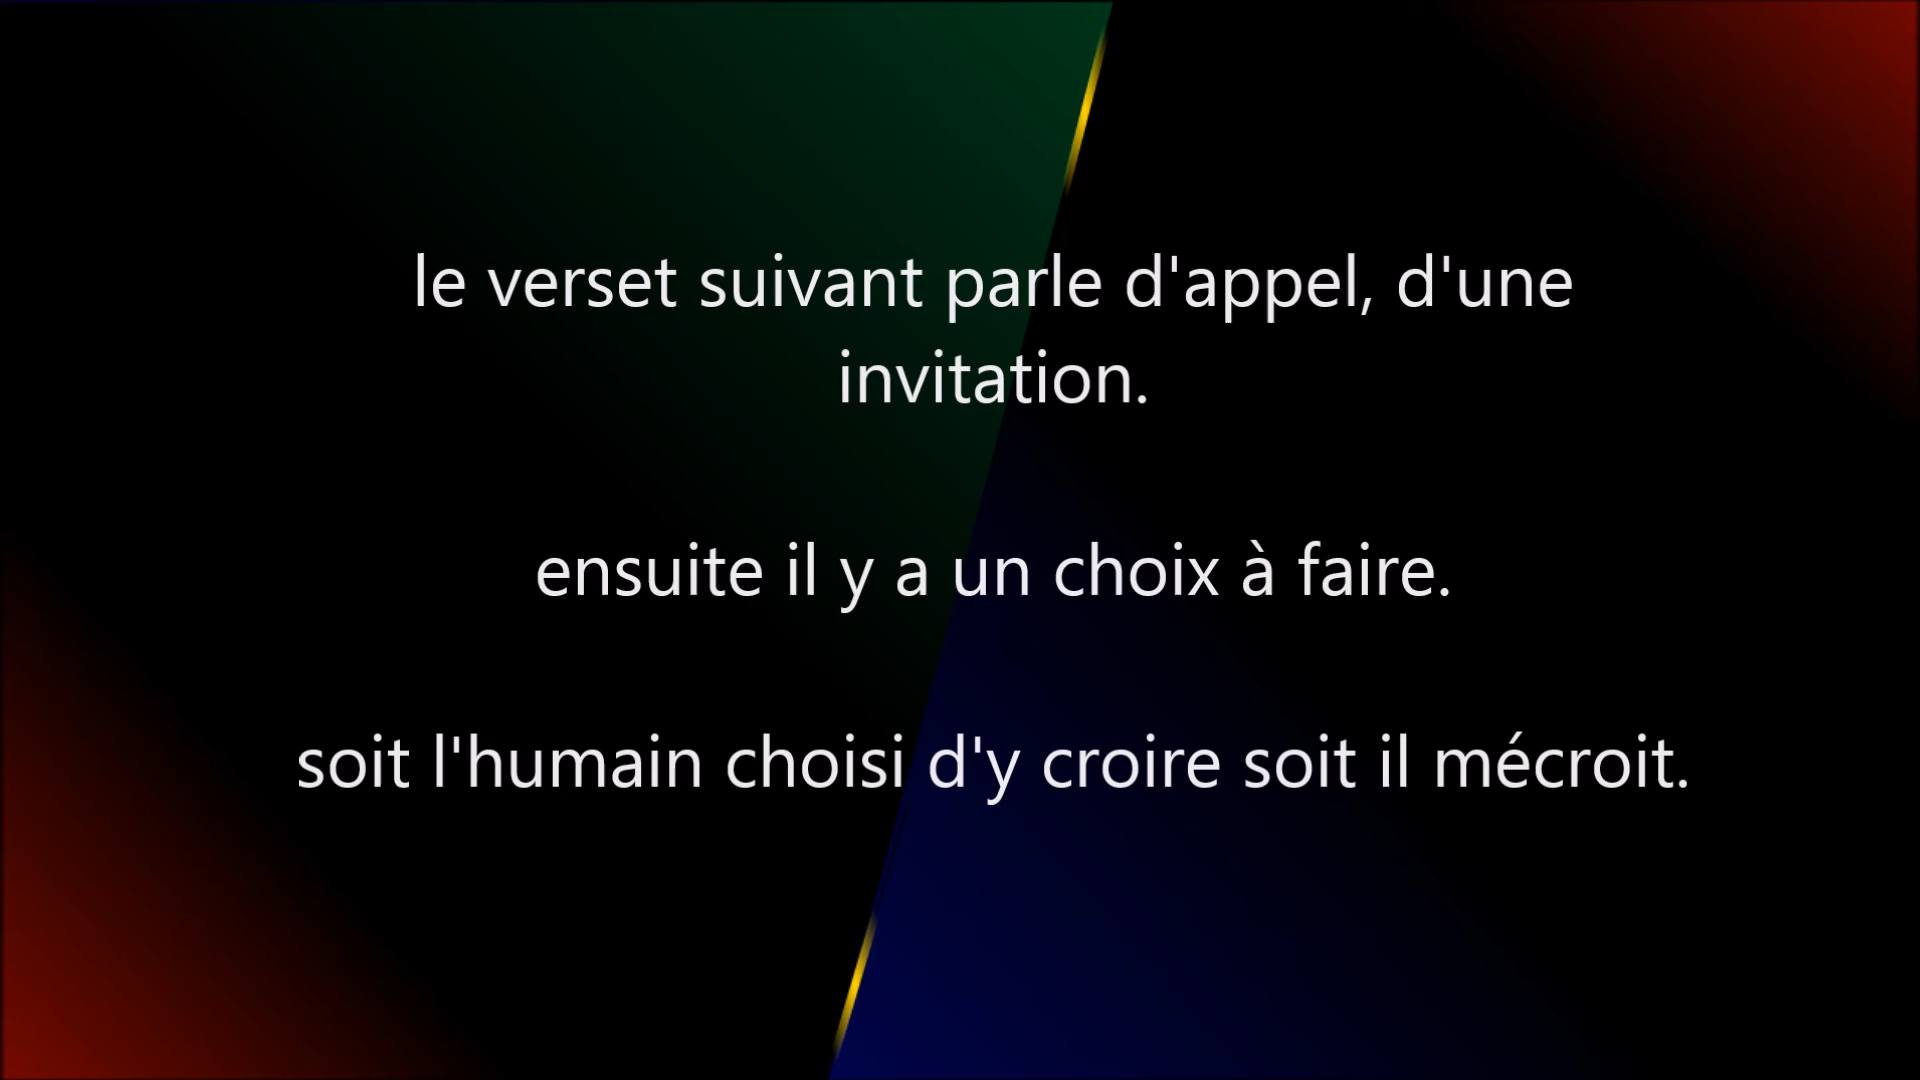 le verset suivant parle d'appel, d'une
invitation.
ensuite il y a un choix à faire.
soit l'humain choisi d'y croire soit il mécroit.